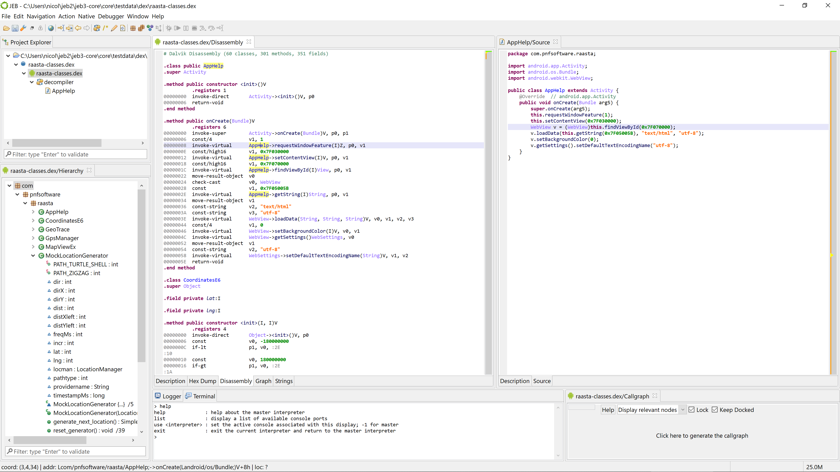 JEB - C:\Users\nicol\jeb2\jeb3-core\core\testdata\dex\raasta-classes.dex
File Edit Navigation Action Native Debugger Window Help
Project Explorer
C:\Users\nicol\jeb2\jeb3-core\core\testdata\dex\
raasta-classes.dex
raasta-classes.dex
decompiler
AppHelp
Filter: type 'Enter' to validate
raasta-classes.dex/Hierarchy
com
pnfsoftware
raasta
AppHelp
CoordinatesE6
GeoTrace
GpsManager
MapViewEx
MockLocationGenerator
PATH_TURTLE_SHELL : int
PATH_ZIGZAG : int
dir : int
dirX : int
dirY : int
dist : int
distXleft : int
distYleft : int
freqMs : int
incr : int
lat : int
lng : int
locman : LocationManager
pathtype : int
providername : String
timestampMs : long
MockLocationGenerator (...) /5
MockLocationGenerator(Locatio
generate_next_location() : Simple
reset_generator() : void /39
Filter: type 'Enter' to validate
raasta-classes.dex/Disassembly
# Dalvik Disassembly (60 classes, 301 methods, 351 fields)
.class public AppHelp
.super Activity
.method public constructor <init>()V
.registers 1
00000000 invoke-direct Activity-><init>()V, p0
00000006 return-void
.end method
.method public onCreate(Bundle)V
.registers 6
00000000 invoke-super Activity->onCreate(Bundle)V, p0, p1
00000006 const/4 v1, 1
00000008 invoke-virtual AppHelp->requestWindowFeature(I)Z, p0, v1
0000000E const/high16 v1, 0x7F030000
00000012 invoke-virtual AppHelp->setContentView(I)V, p0, v1
00000018 const/high16 v1, 0x7F070000
0000001C invoke-virtual AppHelp->findViewById(I)View, p0, v1
00000022 move-result-object v0
00000024 check-cast v0, WebView
00000028 const v1, 0x7F050058
0000002E invoke-virtual AppHelp->getString(I)String, p0, v1
00000034 move-result-object v1
00000036 const-string v2, "text/html"
0000003A const-string v3, "utf-8"
0000003E invoke-virtual WebView->loadData(String, String, String)V, v0, v1, v2, v3
00000044 const/4 v1, 0
00000046 invoke-virtual WebView->setBackgroundColor(I)V, v0, v1
0000004C invoke-virtual WebView->getSettings()WebSettings, v0
00000052 move-result-object v1
00000054 const-string v2, "utf-8"
00000058 invoke-virtual WebSettings->setDefaultTextEncodingName(String)V, v1, v2
0000005E return-void
.end method
.class CoordinatesE6
.super Object
.field private lat:I
.field private lng:I
.method public constructor <init>(I, I)V
.registers 4
00000000 invoke-direct Object-><init>()V, p0
00000006 const v0, -180000000
0000000C if-lt p1, v0, :2E
:10
00000010 const v0, 180000000
00000016 if-gt p1, v0, :2E
:1A
Description Hex Dump Disassembly Graph Strings
AppHelp/Source
package com.pnfsoftware.raasta;
import android.app.Activity;
import android.os.Bundle;
import android.webkit.WebView;
public class AppHelp extends Activity {
@Override // android.app.Activity
public void onCreate(Bundle arg5) {
super.onCreate(arg5);
this.requestWindowFeature(1);
this.setContentView(0x7F030000);
WebView v = (WebView)this.findViewById(0x7F070000);
v.loadData(this.getString(0x7F050058), "text/html", "utf-8");
v.setBackgroundColor(0);
v.getSettings().setDefaultTextEncodingName("utf-8");
}
}
Description Source
Logger Terminal
> help
help : help about the master interpreter
list : display a list of available console ports
use <interpreter> : set the active console associated with this display; -1 for master
exit : exit the current interpreter and return to the master interpreter
>
raasta-classes.dex/Callgraph
Help Display relevant nodes Lock Keep Docked
Click here to generate the callgraph
coord: (3,4,34) | addr: Lcom/pnfsoftware/raasta/AppHelp;->onCreate(Landroid/os/Bundle;)V+8h | loc: ?
25.0M